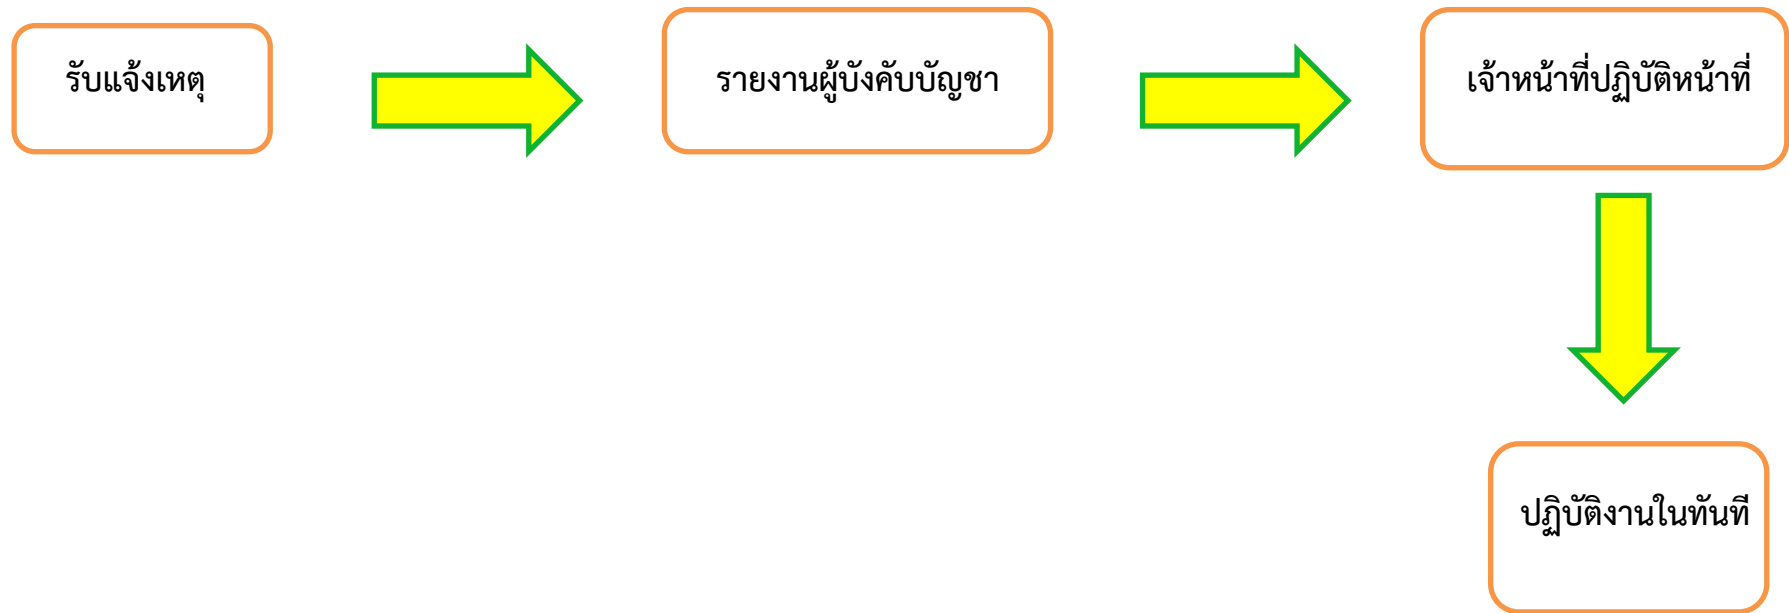 รับแจ้งเหตุ
รายงานผู้บังคับบัญชา
เจ้าหน้าที่ปฏิบัติหน้าที่
ปฏิบัติงานในทันที